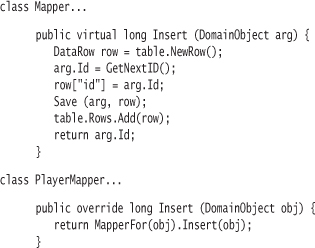 class Mapper...
public virtual long Insert (DomainObject arg) {
DataRow row = table.NewRow();
arg.Id = GetNextID();
row["id"] = arg.Id;
Save (arg, row);
table.Rows.Add(row);
return arg.Id;
}
class PlayerMapper...
public override long Insert (DomainObject obj) {
return MapperFor(obj).Insert(obj);
}